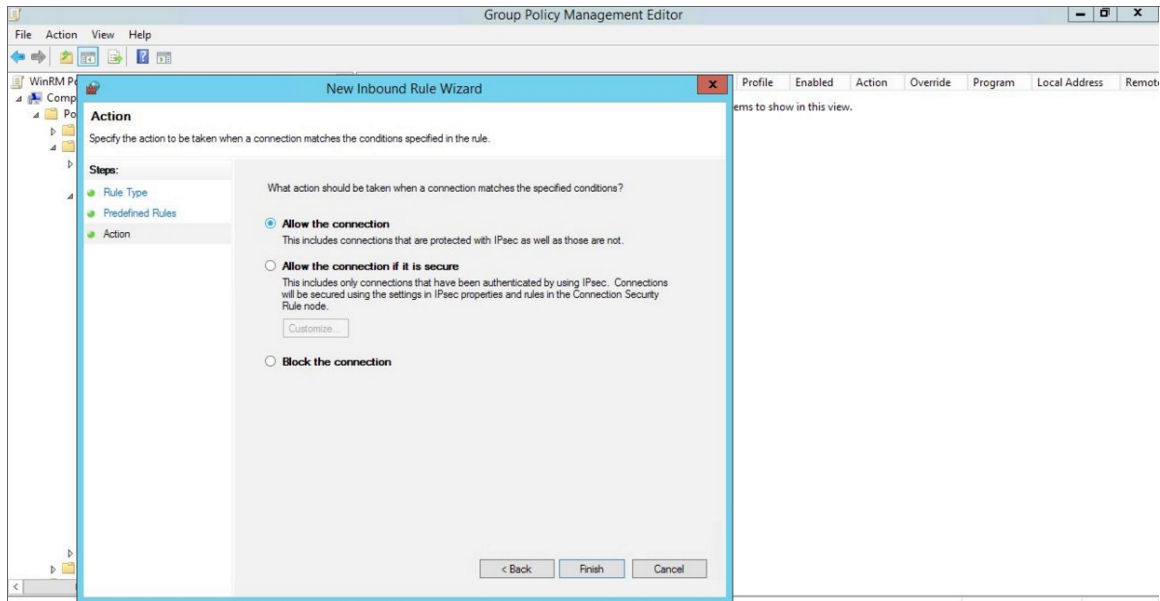 Group Policy Management Editor
File Action View Help
WinRM Po
Comp
Po
Profile Enabled Action Override Program Local Address Remot
ems to show in this view.
New Inbound Rule Wizard
Action
Specify the action to be taken when a connection matches the conditions specified in the rule.
Steps:
Rule Type
Predefined Rules
Action
What action should be taken when a connection matches the specified conditions?
Allow the connection
This includes connections that are protected with IPsec as well as those are not.
Allow the connection if it is secure
This includes only connections that have been authenticated by using IPsec. Connections
will be secured using the settings in IPsec properties and rules in the Connection Security
Rule node.
Customize...
Block the connection
< Back Finish Cancel